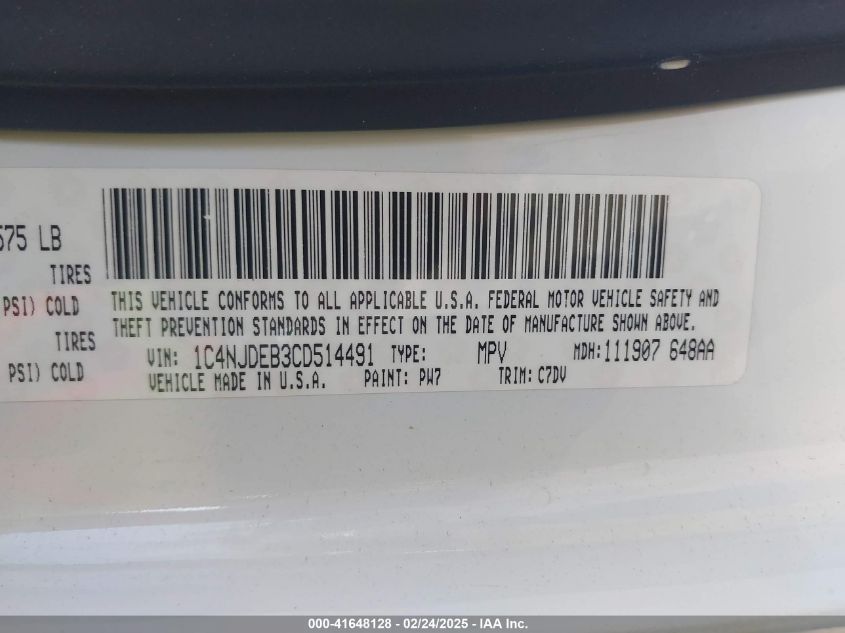 575 LB
TIRES
PSI) COLD
TIRES
PSI) COLD
THIS VEHICLE CONFORMS TO ALL APPLICABLE U.S.A. FEDERAL MOTOR VEHICLE SAFETY AND
THEFT PREVENTION STANDARDS IN EFFECT ON THE DATE OF MANUFACTURE SHOWN ABOVE.
VIN: 1C4NJDEB3CD514491 TYPE: MPV MDH:111907 648AA
VEHICLE MADE IN U.S.A. PAINT: PW7 TRIM: C7DV
000-41648128 - 02/24/2025 - IAA Inc.